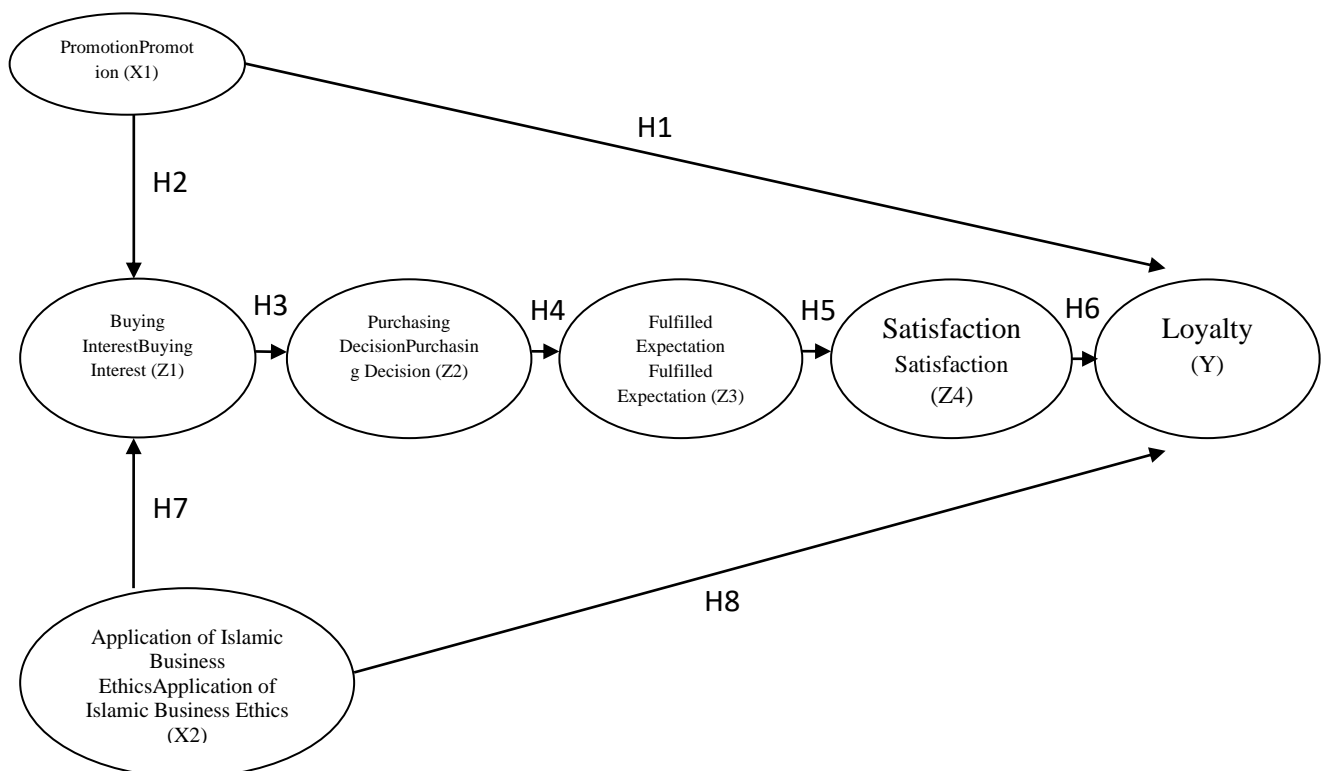 PromotionPromot
ion (X1)
H1
H2
Buying
InterestBuying
Interest (Z1)
H3
Purchasing
DecisionPurchasin
g Decision (Z2)
H4
Fulfilled
Expectation
Fulfilled
Expectation (Z3)
H5
Satisfaction
Satisfaction
(Z4)
H6
Loyalty
(Y)
H7
H8
Application of Islamic
Business
EthicsApplication of
Islamic Business Ethics
(X2)